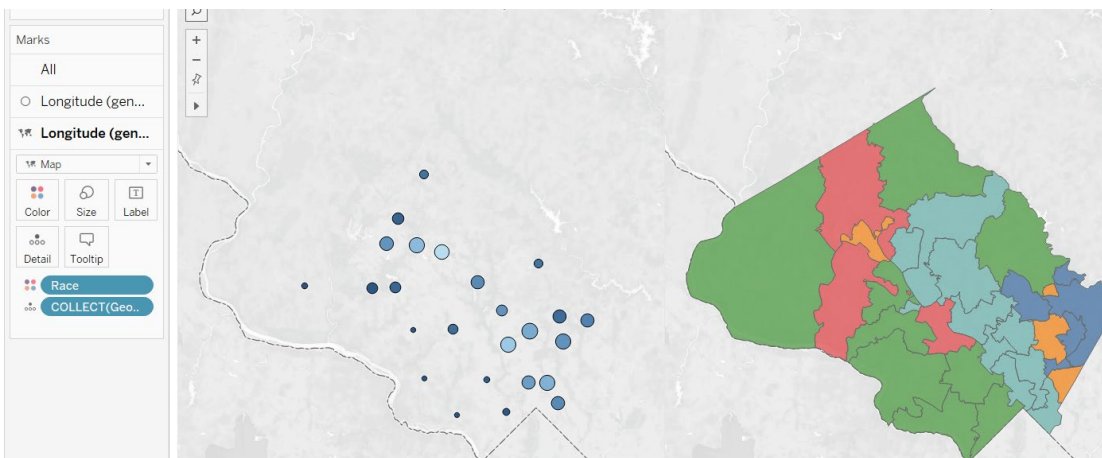 Marks
All
Longitude (gen...
Longitude (gen...
Map
Color
Size
T
Label
Detail
Tooltip
Race
COLLECT(Geo..